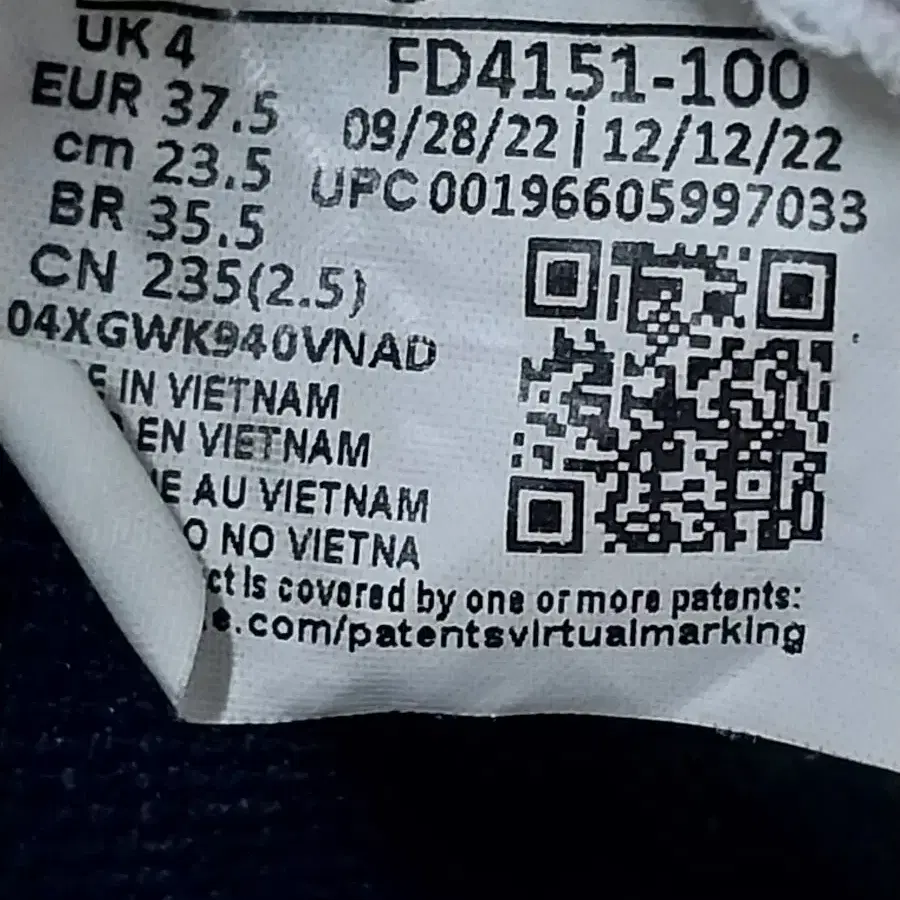 UK 4
EUR 37.5
cm 23.5
BR 35.5
CN 235(2.5)
04XGWK940VNAD
FD4151-100
09/28/22 | 12/12/22
UPC 00196605997033
IN VIETNAM
EN VIETNAM
AU VIETNAM
NO VIETNA
ct is covered by one or more patents:
e.com/patentsvirtualmarking